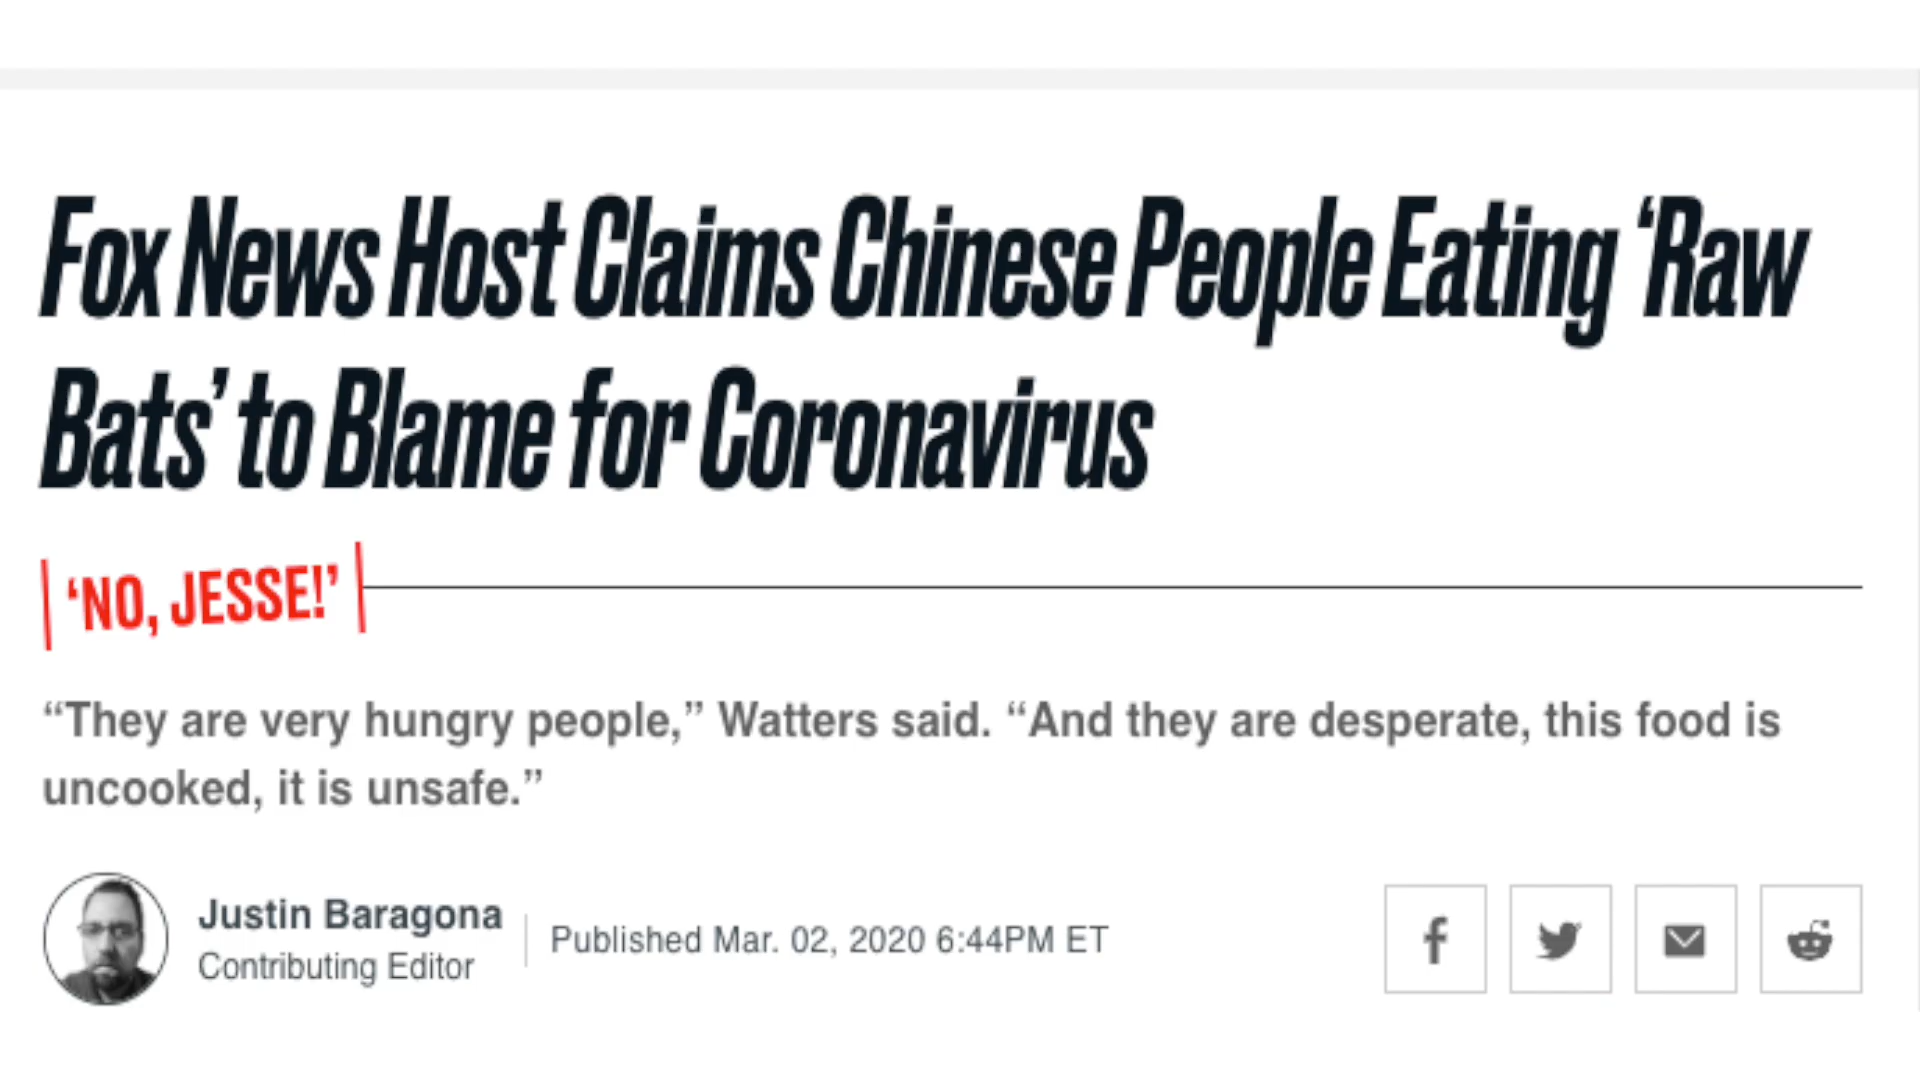 Fox News Host Claims Chinese People Eating ‘Raw
Bats’ to Blame for Coronavirus
‘NO, JESSE!’
“They are very hungry people,” Watters said. “And they are desperate, this food is
uncooked, it is unsafe.”
Justin Baragona
Contributing Editor
Published Mar. 02, 2020 6:44PM ET